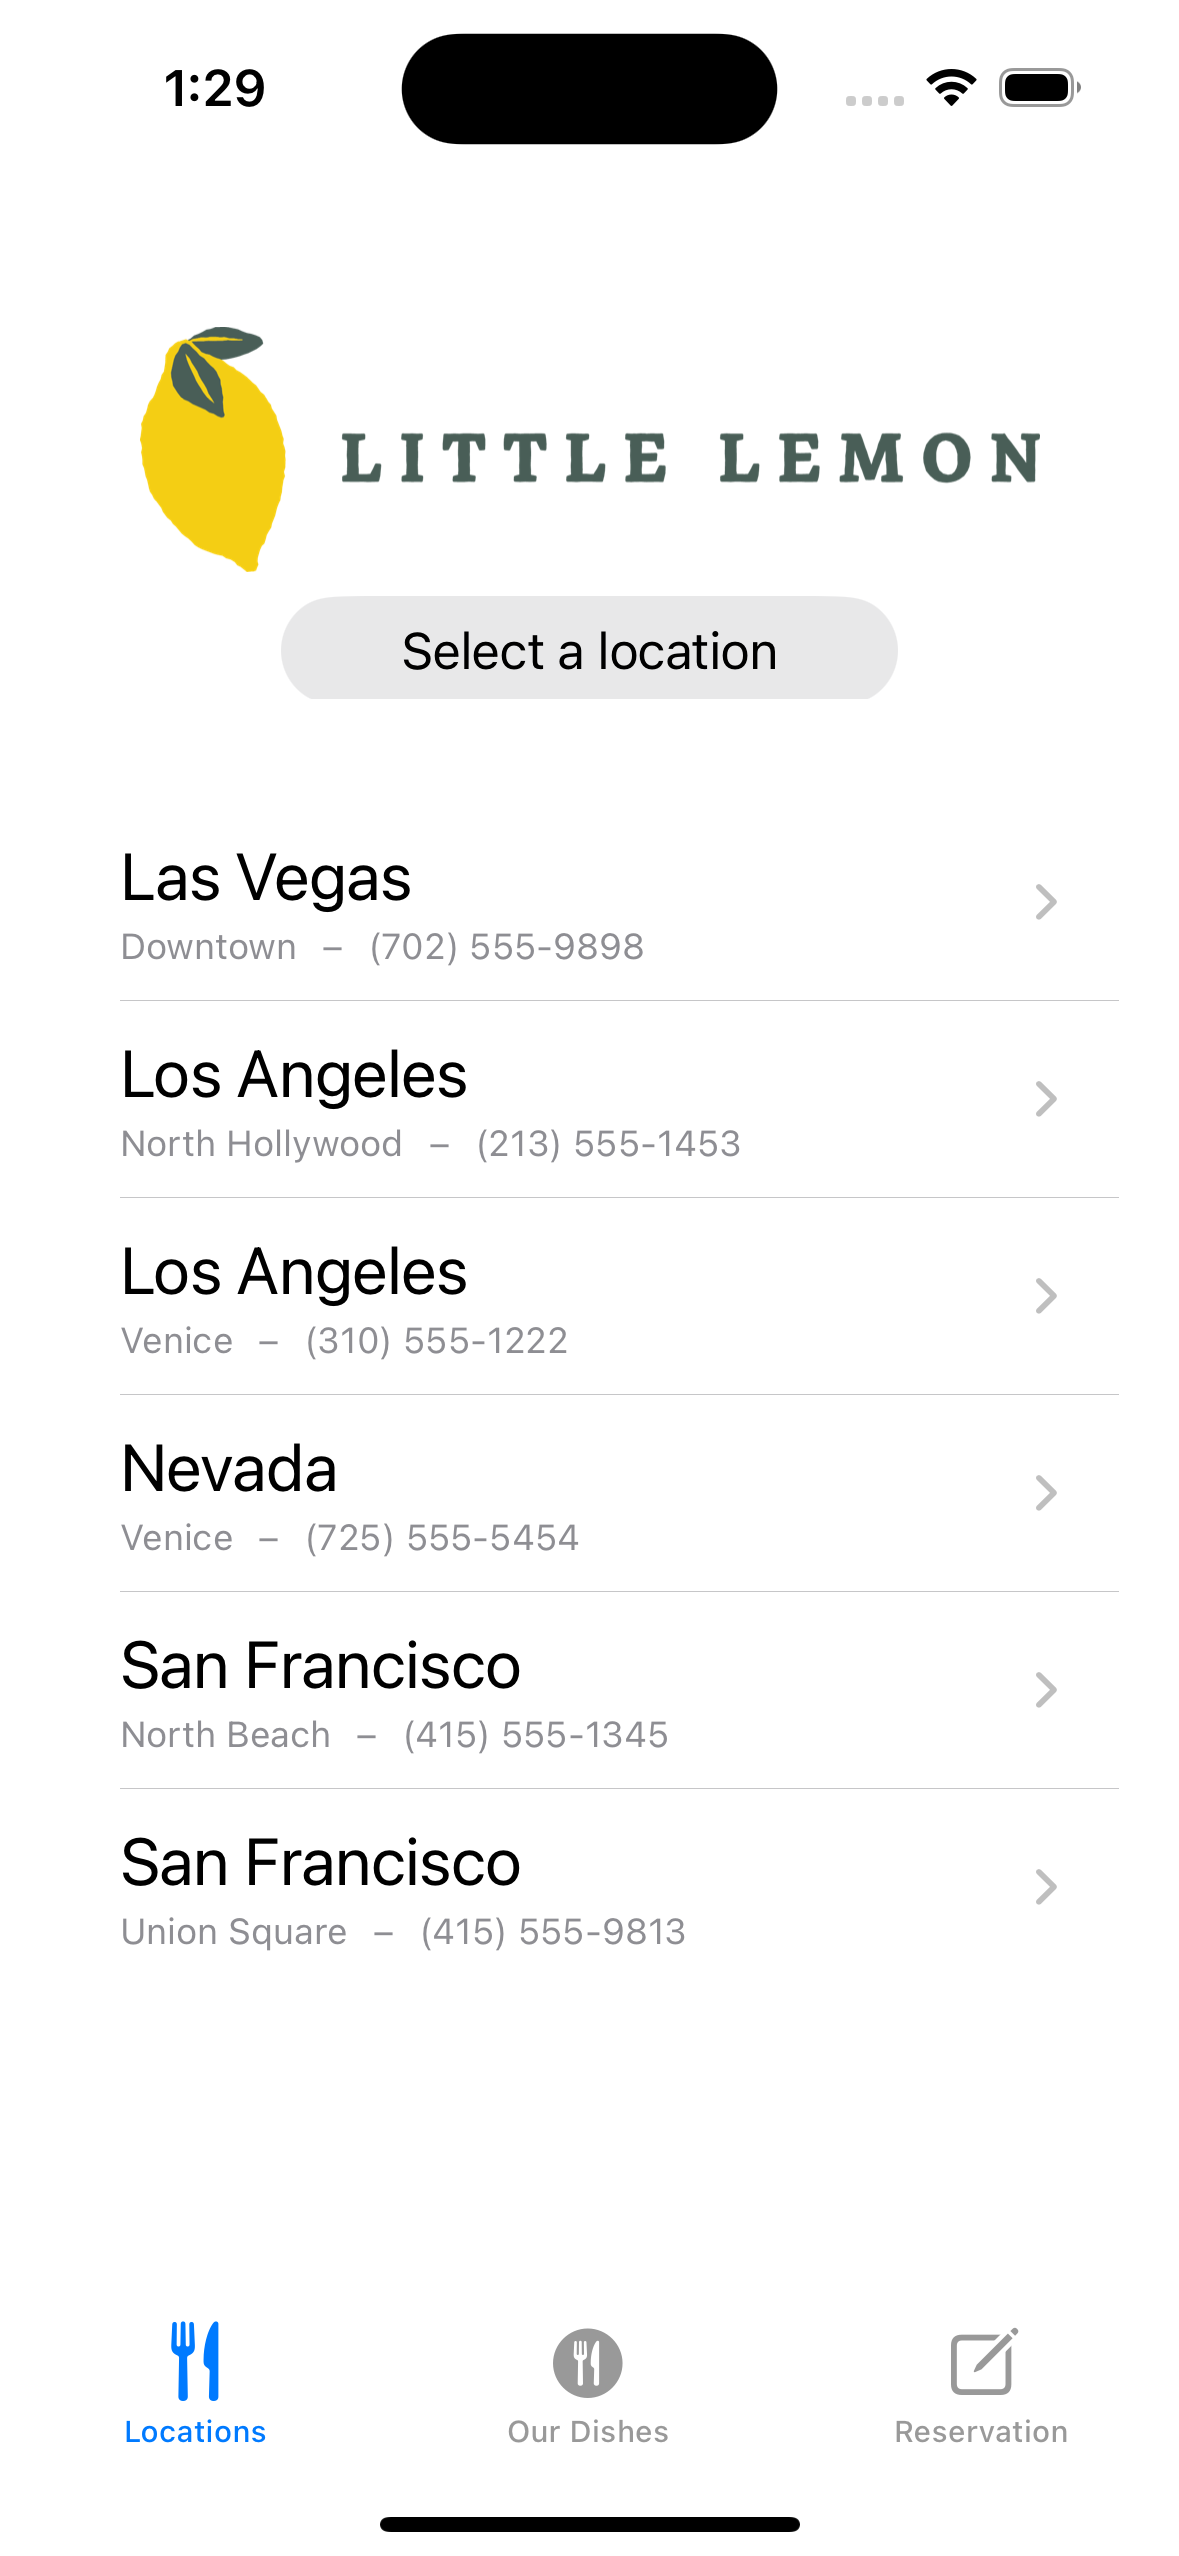 1:29
LITTLE LEMON
Select a location
Las Vegas
Downtown – (702) 555-9898
Los Angeles
North Hollywood – (213) 555-1453
Los Angeles
Venice – (310) 555-1222
Nevada
Venice – (725) 555-5454
San Francisco
North Beach – (415) 555-1345
San Francisco
Union Square – (415) 555-9813
Locations Our Dishes Reservation